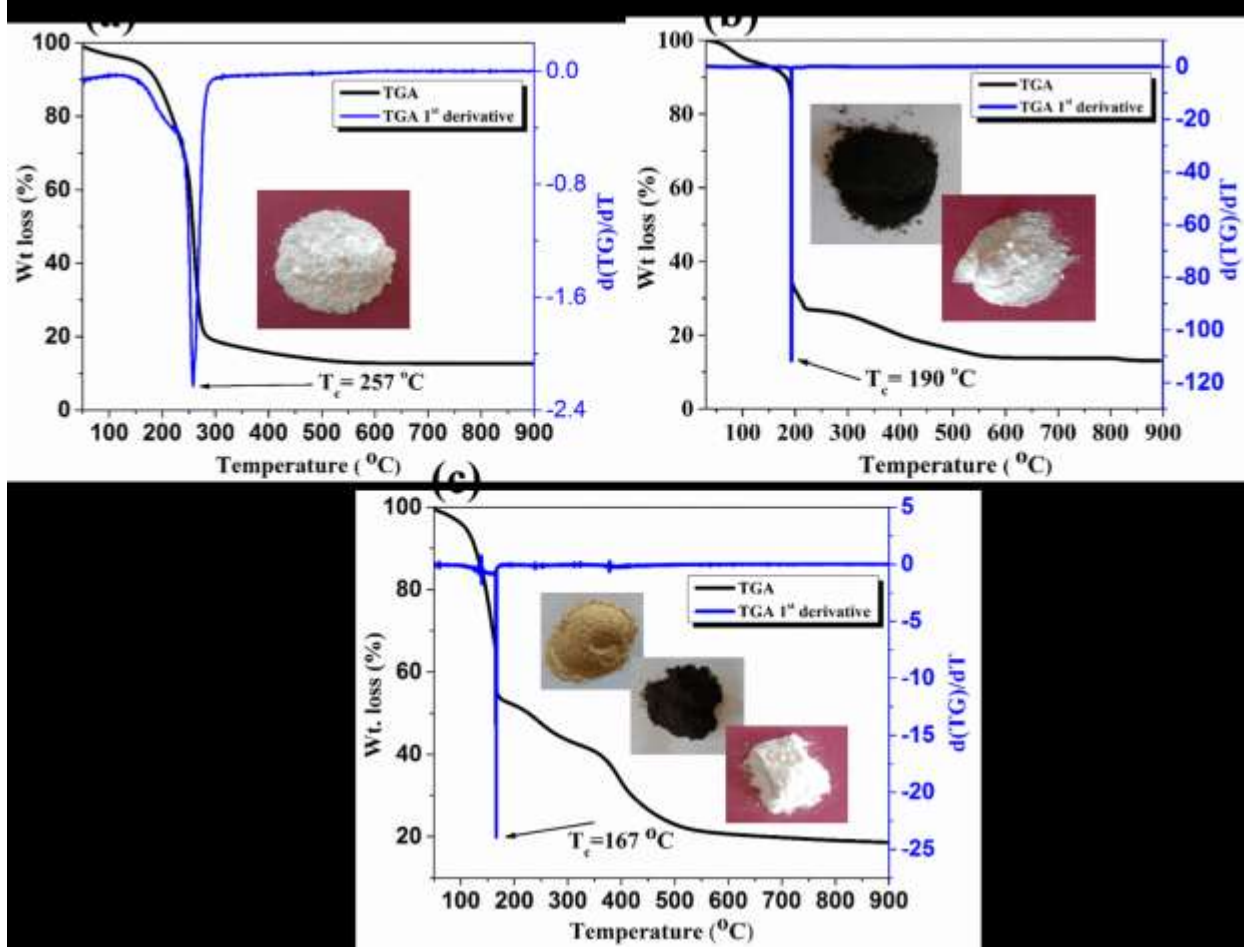 (a)
100
80
60
40
20
0
Wt loss (%)
TGA
TGA 1st derivative
Tc= 257 °C
0.0
-0.8
-1.6
-2.4
d(TG)/dT
100 200 300 400 500 600 700 800 900
Temperature ( OC)
(b)
100
80
60
40
20
0
Wt loss (%)
TGA
TGA 1st derivative
Tc= 190 °C
0
-20
-40
-60
-80
-100
-120
d(TG)/dT
100 200 300 400 500 600 700 800 900
Temperature ( OC)
(c)
100
80
60
40
20
Wt. loss (%)
TGA
TGA 1st derivative
Tc=167 OC
5
0
-5
-10
-15
-20
-25
d(TG)/dT
100 200 300 400 500 600 700 800 900
Temperature (OC)